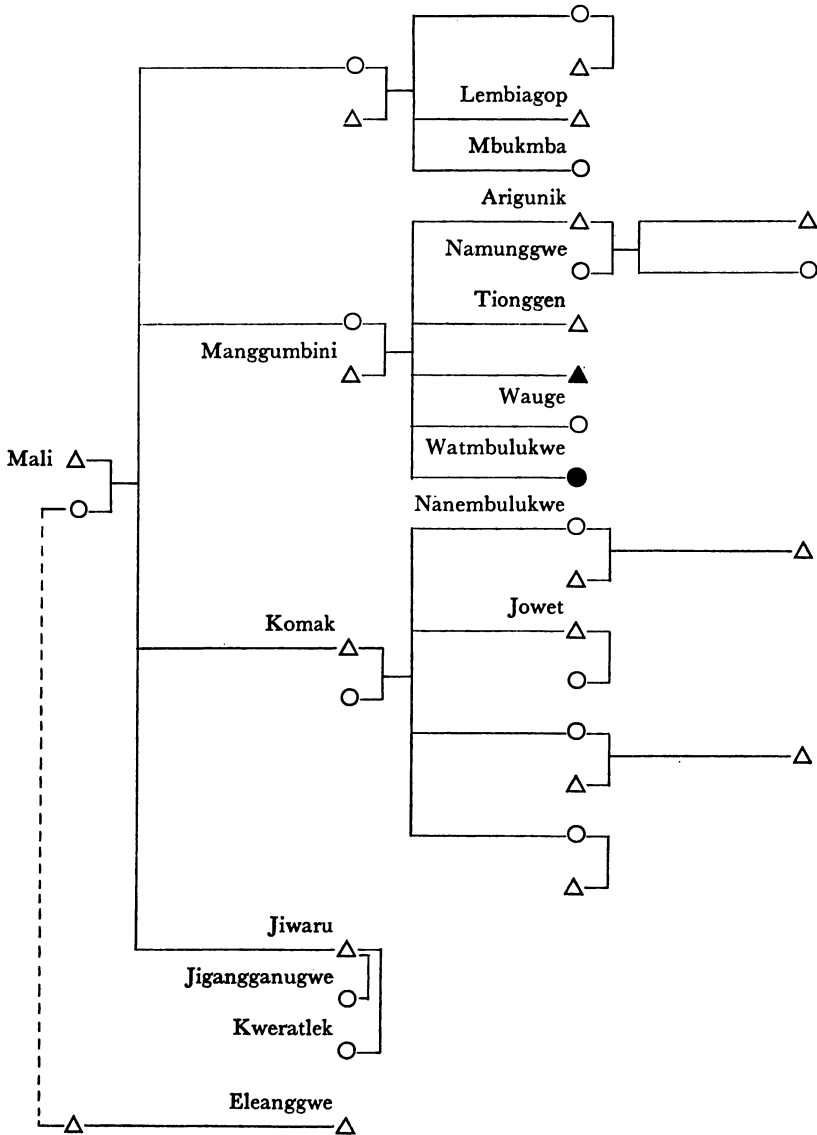 Lembiagop
Mbukmba
Arigunik
Namunggwe
Tionggen
Manggumbini
Wauge
Watmbulukwe
Mali
Nanembulukwe
Jowet
Komak
Jiwaru
Jigangganugwe
Kweratlek
Eleanggwe